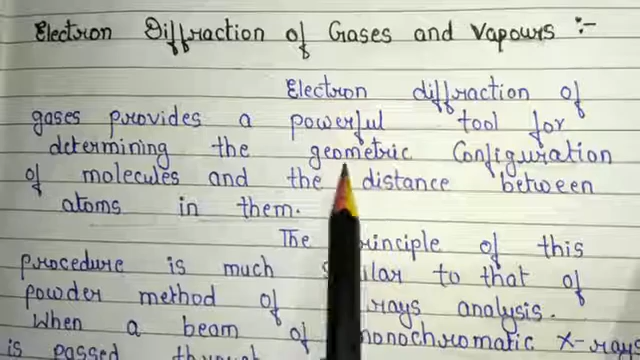 Electron Diffraction of Gases and Vapours :-
Electron diffraction of
gases provides a powerful tool for
determining the geometric Configuration
of molecules and the distance between
atoms in them.
The principle of this
procedure is much similar to that of
powder method of rays analysis.
When a beam of monochromatic X-rays
is passed